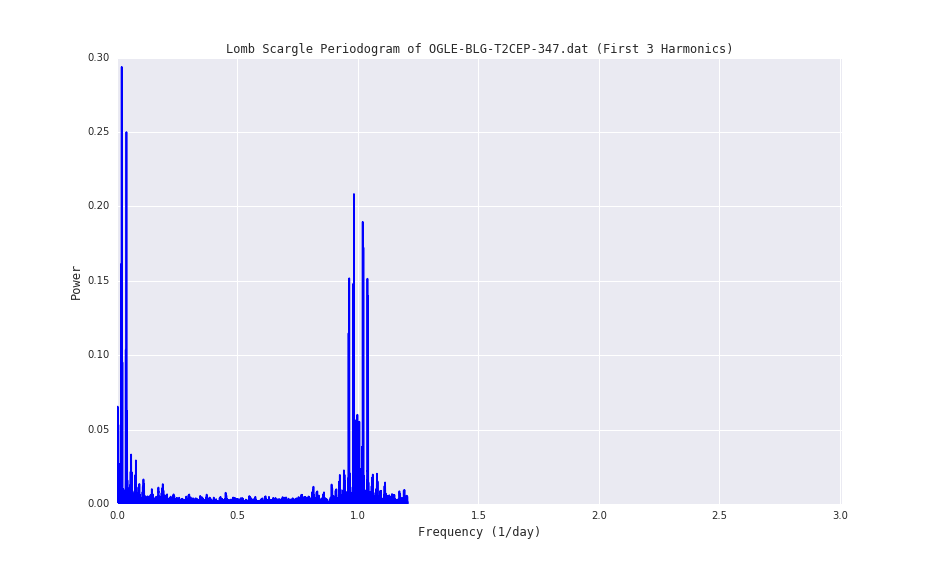 Lomb Scargle Periodogram of OGLE-BLG-T2CEP-347.dat (First 3 Harmonics)
0.30
0.25
0.20
0.15
0.10
0.05
0.00
Power
0.0 0.5 1.0 1.5 2.0 2.5 3.0
Frequency (1/day)